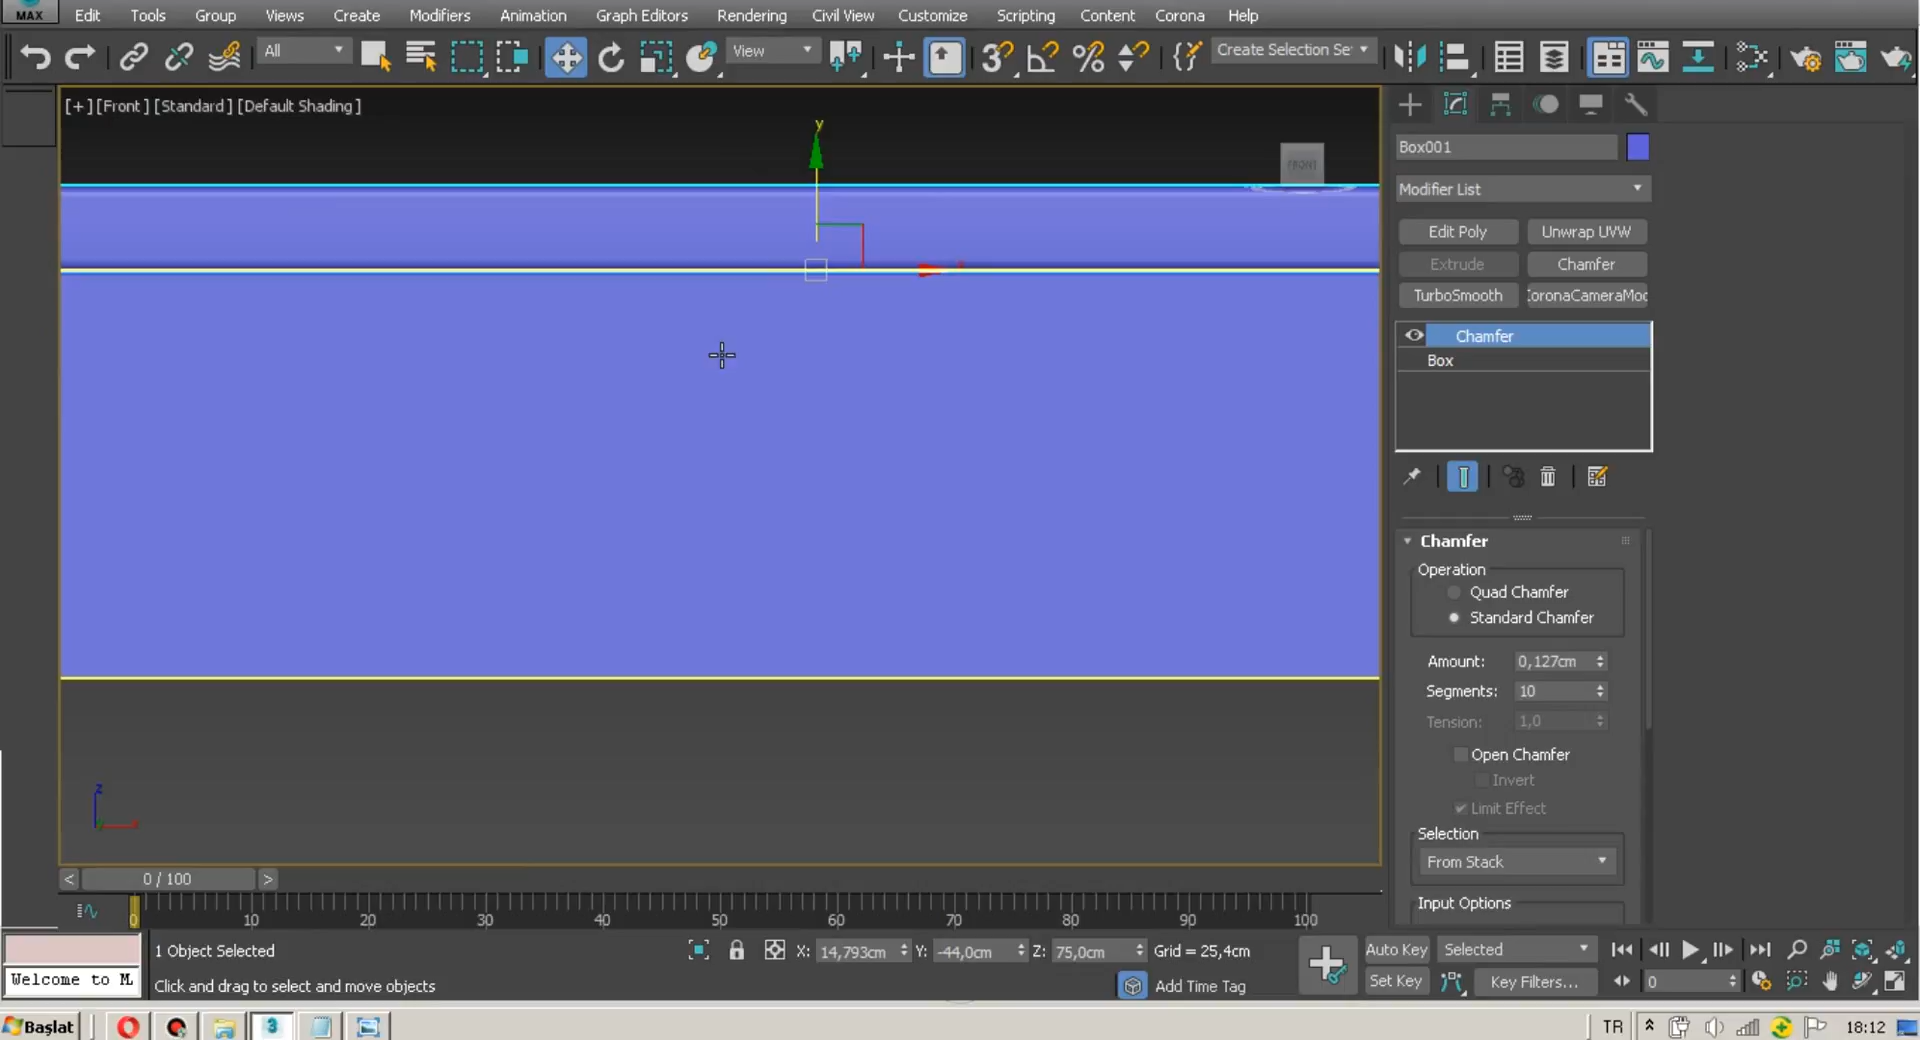 MAX Edit Tools Group Views Create Modifiers Animation Graph Editors Rendering Civil View Customize Scripting Content Corona Help
All View Create Selection Se
[+] [Front ] [Standard ] [Default Shading ]
y
FRONT
Box001
Modifier List
Edit Poly Unwrap UVW
Extrude Chamfer
TurboSmooth CoronaCameraMod
Chamfer
Box
Chamfer
Operation
Quad Chamfer
Standard Chamfer
Amount: 0,127cm
Segments: 10
Tension: 1,0
Open Chamfer
Invert
Limit Effect
Selection
From Stack
Input Options
z
< 0 / 100 >
0 10 20 30 40 50 60 70 80 90 100
1 Object Selected X: 14,793cm Y: -44,0cm Z: 75,0cm Grid = 25,4cm Auto Key Selected
Welcome to M. Click and drag to select and move objects Add Time Tag Set Key Key Filters... 0
Başlat 3 TR 18:12